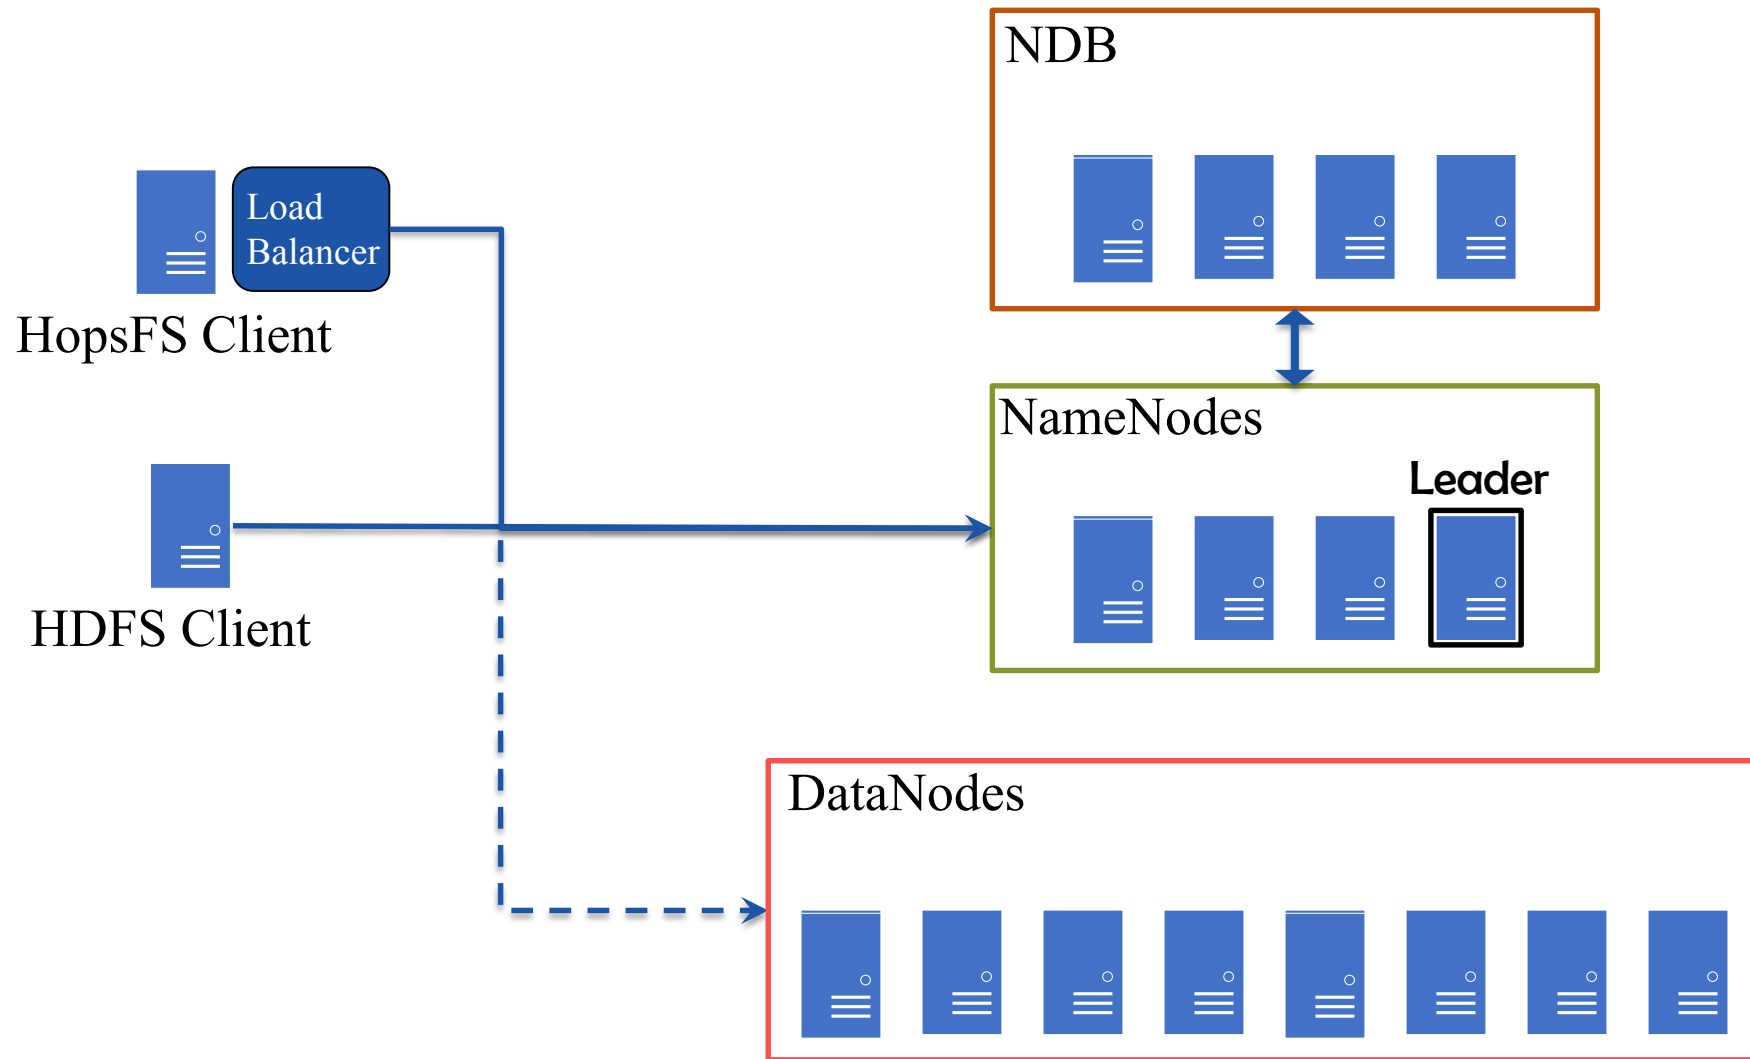 NDB
Load
Balancer
HopsFS Client
NameNodes
Leader
HDFS Client
DataNodes